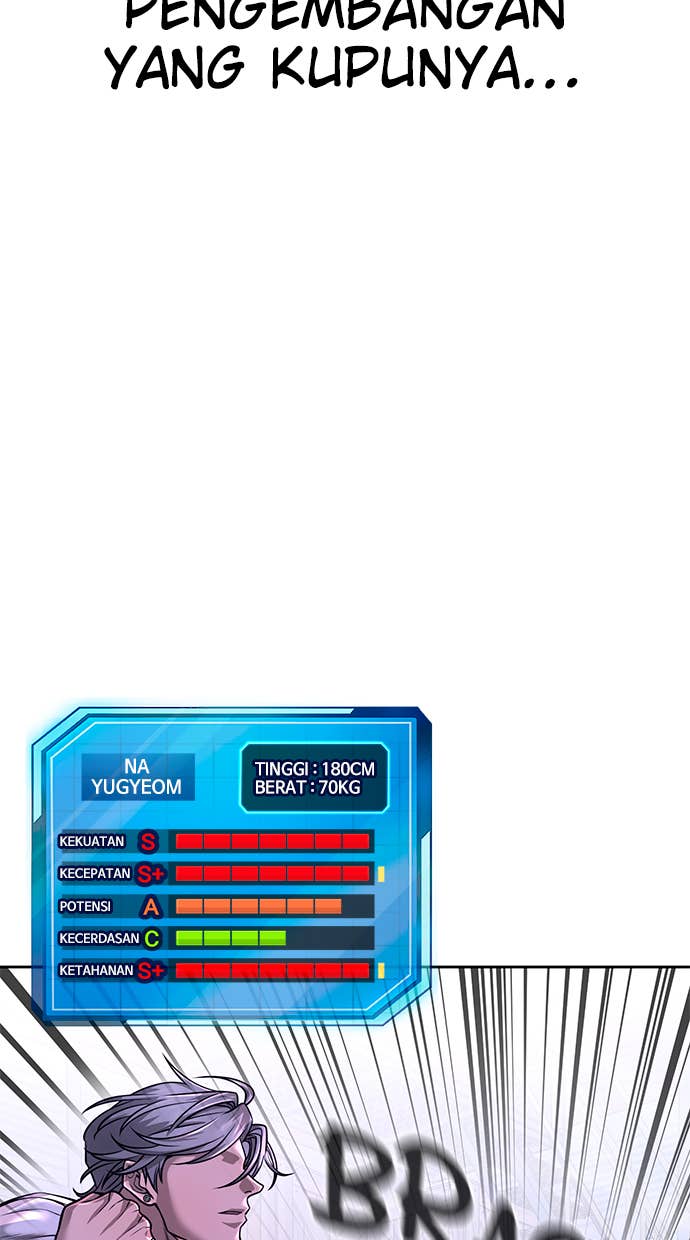 PENGEMBANGAN
YANG KUPUNYA...
NA
YUGYEOM
TINGGI : 180CM
BERAT : 70KG
KEKUATAN S
KECEPATAN S+
POTENSI A
KECERDASAN C
KETAHANAN S+